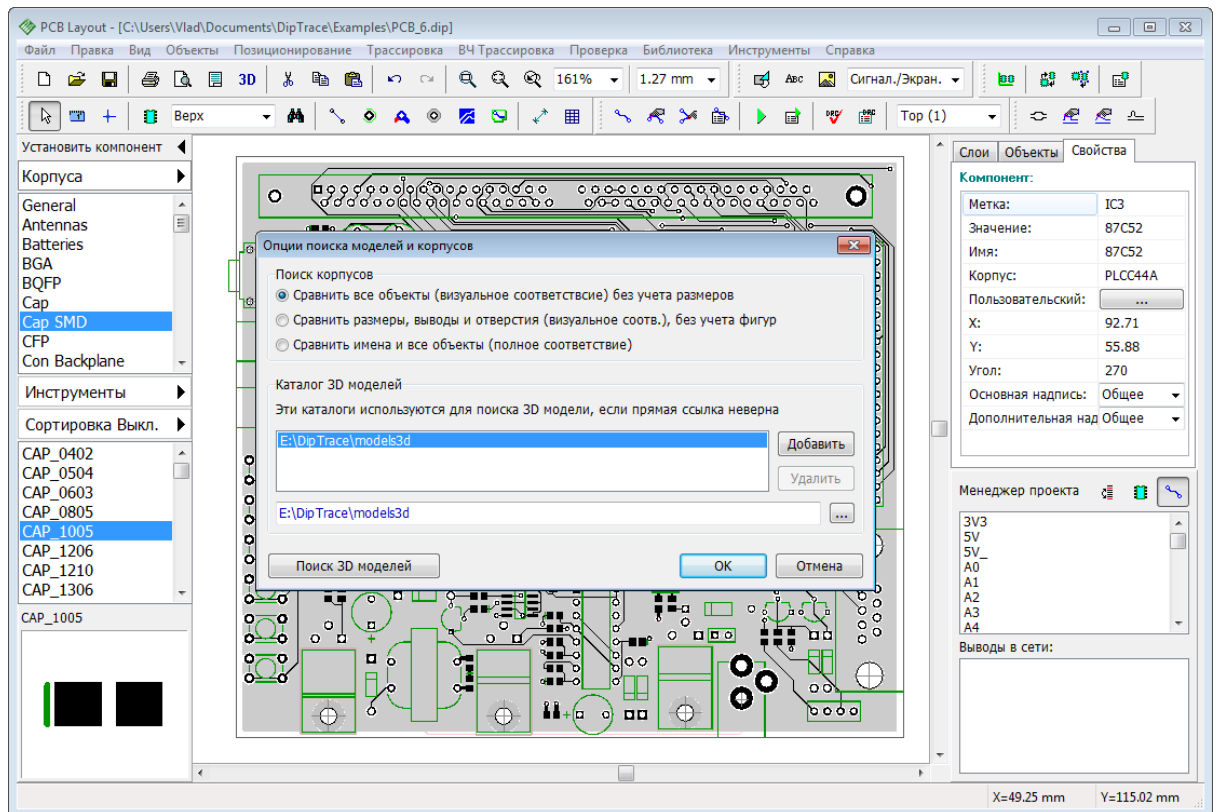 PCB Layout - [C:\Users\Vlad\Documents\DipTrace\Examples\PCB_6.dip]
Файл Правка Вид Объекты Позиционирование Трассировка ВЧ Трассировка Проверка Библиотека Инструменты Справка
3D 161% 1.27 mm ABC Сигнал./Экран.
Верх DRC DRC Top (1)
Установить компонент
Корпуса
General
Antennas
Batteries
BGA
BQFP
Cap
Cap SMD
CFP
Con Backplane
Инструменты
Сортировка Выкл.
CAP_0402
CAP_0504
CAP_0603
CAP_0805
CAP_1005
CAP_1206
CAP_1210
CAP_1306
CAP_1005
Опции поиска моделей и корпусов
Поиск корпусов
Сравнить все объекты (визуальное соответствсие) без учета размеров
Сравнить размеры, выводы и отверстия (визуальное соотв.), без учета фигур
Сравнить имена и все объекты (полное соответствие)
Каталог 3D моделей
Эти каталоги используются для поиска 3D модели, если прямая ссылка неверна
E:\DipTrace\models3d
Добавить
Удалить
E:\DipTrace\models3d
...
Поиск 3D моделей OK Отмена
Слои Объекты Свойства
Компонент:
Метка: IC3
Значение: 87C52
Имя: 87C52
Корпус: PLCC44A
Пользовательский: ...
X: 92.71
Y: 55.88
Угол: 270
Основная надпись: Общее
Дополнительная над Общее
Менеджер проекта
3V3
5V
5V_
A0
A1
A2
A3
A4
Выводы в сети:
X=49.25 mm Y=115.02 mm